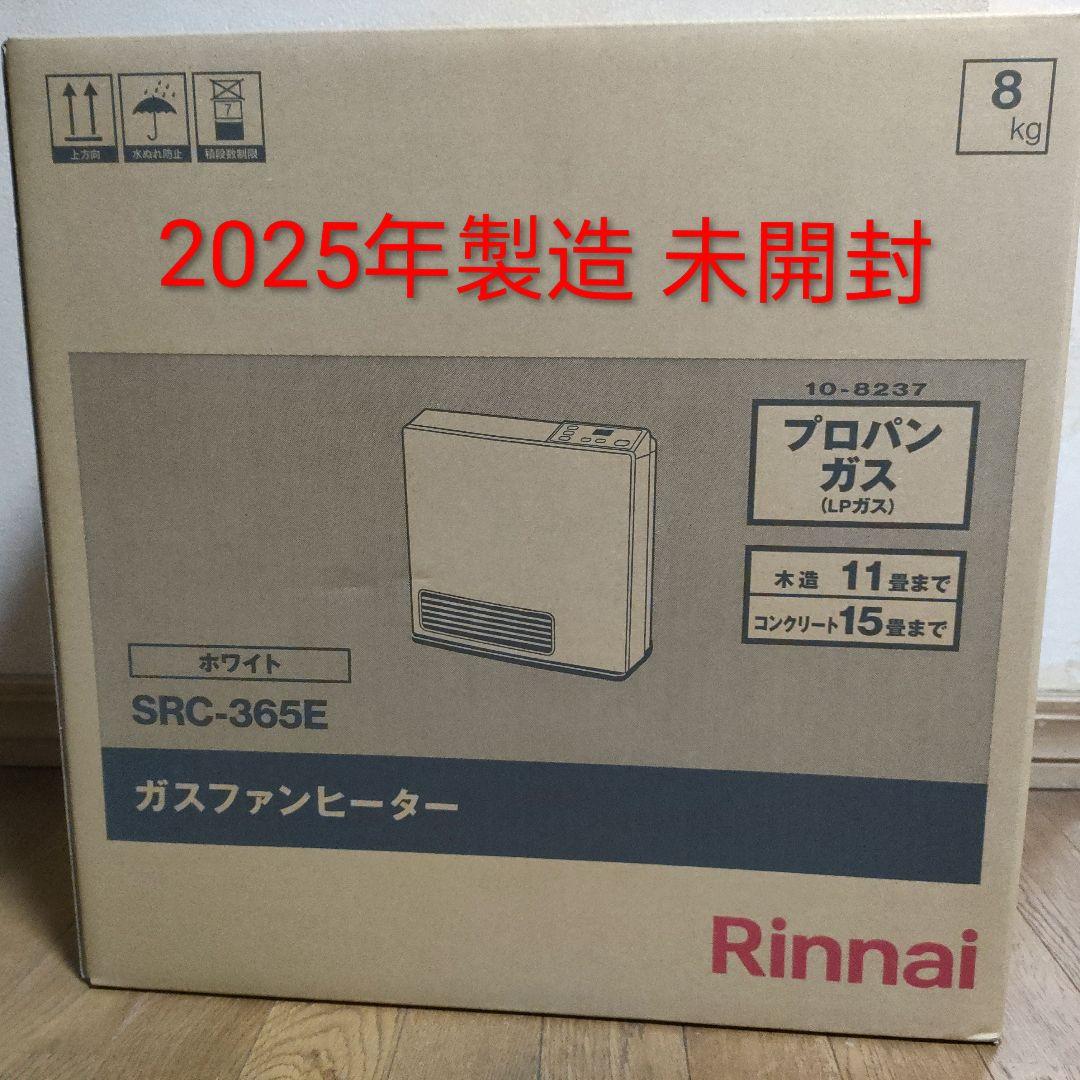 上方向
水ぬれ防止
7
積段数制限
8
kg
2025年製造 未開封
10-8237
プロパン
ガス
(LPガス)
木造 11畳まで
コンクリート15畳まで
ホワイト
SRC-365E
ガスファンヒーター
Rinnai